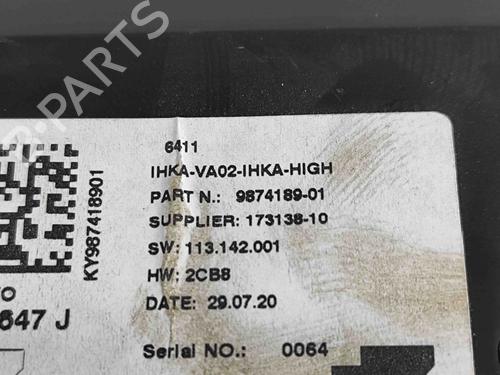 B-PARTS
6411
IHKA-VA02-IHKA-HIGH
PART N.: 9874189-01
SUPPLIER: 173138-10
SW: 113.142.001
HW: 2CB8
DATE: 29.07.20
Serial NO.: 0064
KY987418901
647 J